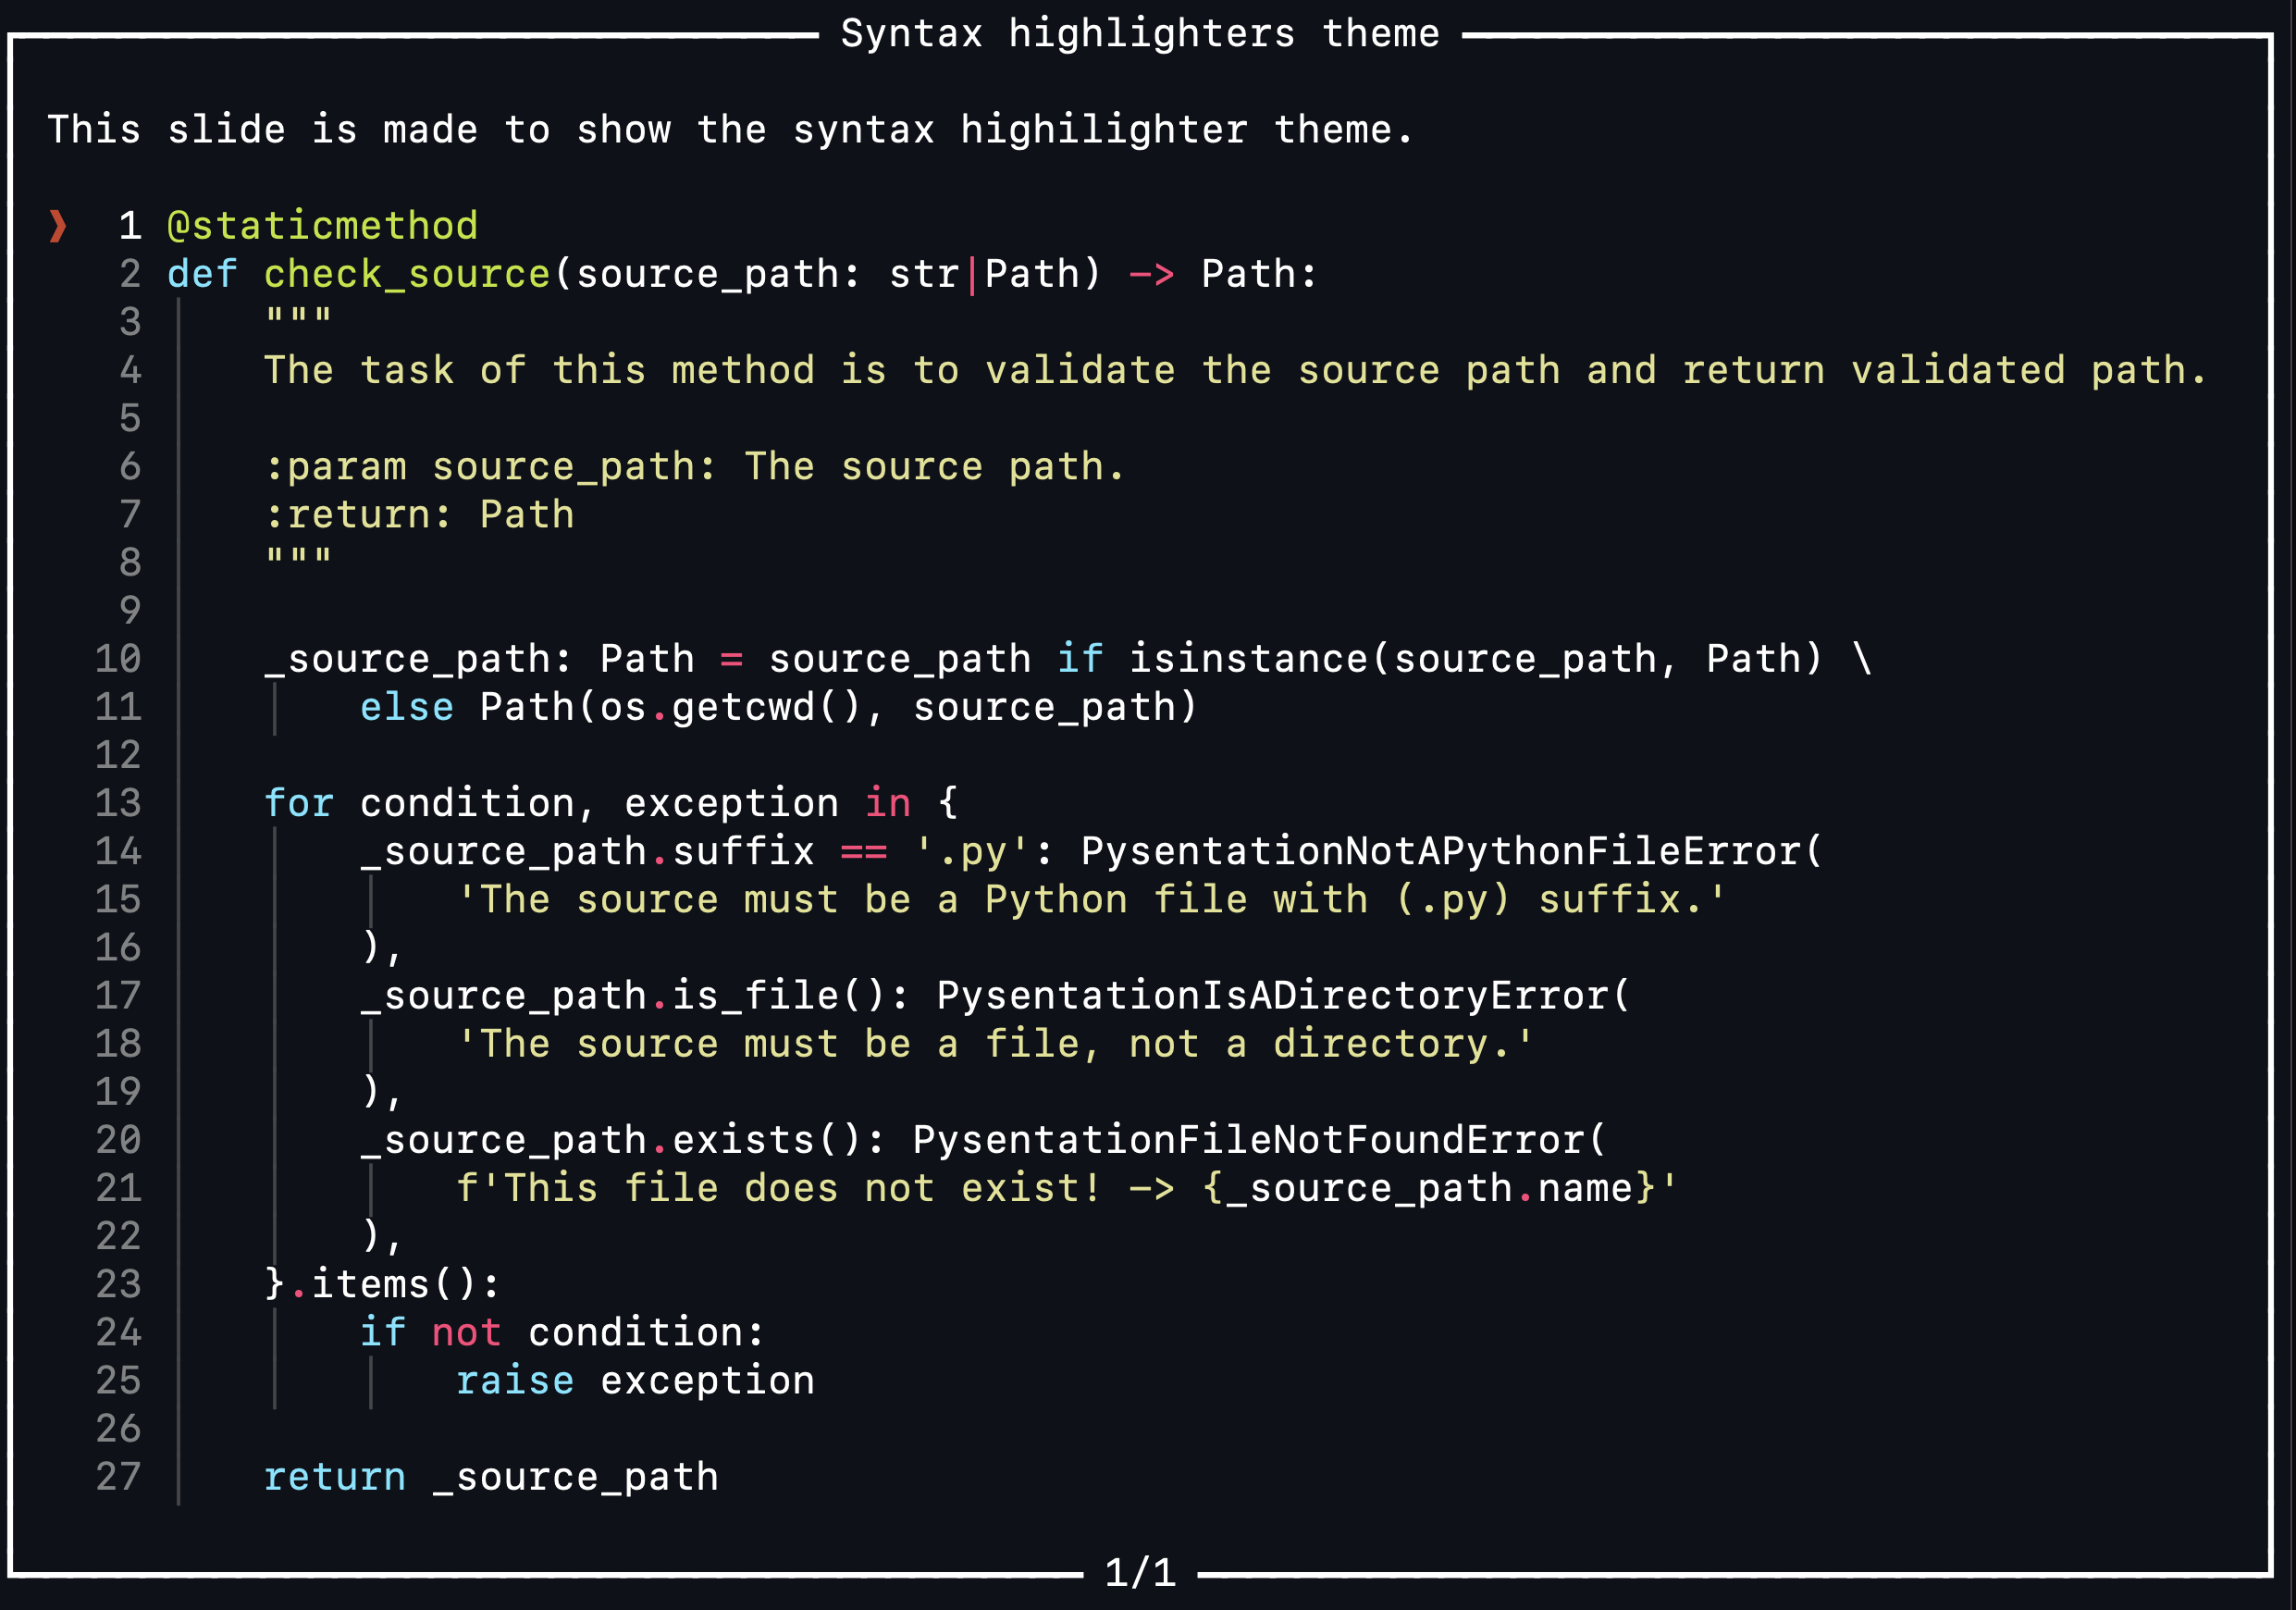 Syntax highlighters theme
This slide is made to show the syntax highilighter theme.
❱ 1 @staticmethod
2 def check_source(source_path: str|Path) -> Path:
3     """
4     The task of this method is to validate the source path and return validated path.
5
6     :param source_path: The source path.
7     :return: Path
8     """
9
10     _source_path: Path = source_path if isinstance(source_path, Path) \
11         else Path(os.getcwd(), source_path)
12
13     for condition, exception in {
14         _source_path.suffix == '.py': PysentationNotAPythonFileError(
15             'The source must be a Python file with (.py) suffix.'
16         ),
17         _source_path.is_file(): PysentationIsADirectoryError(
18             'The source must be a file, not a directory.'
19         ),
20         _source_path.exists(): PysentationFileNotFoundError(
21             f'This file does not exist! -> {_source_path.name}'
22         ),
23     }.items():
24         if not condition:
25             raise exception
26
27     return _source_path
1/1